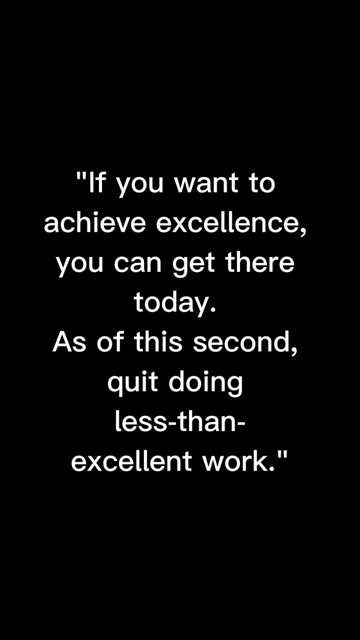 "If you want to
achieve excellence,
you can get there
today.
As of this second,
quit doing
less-than-
excellent work."